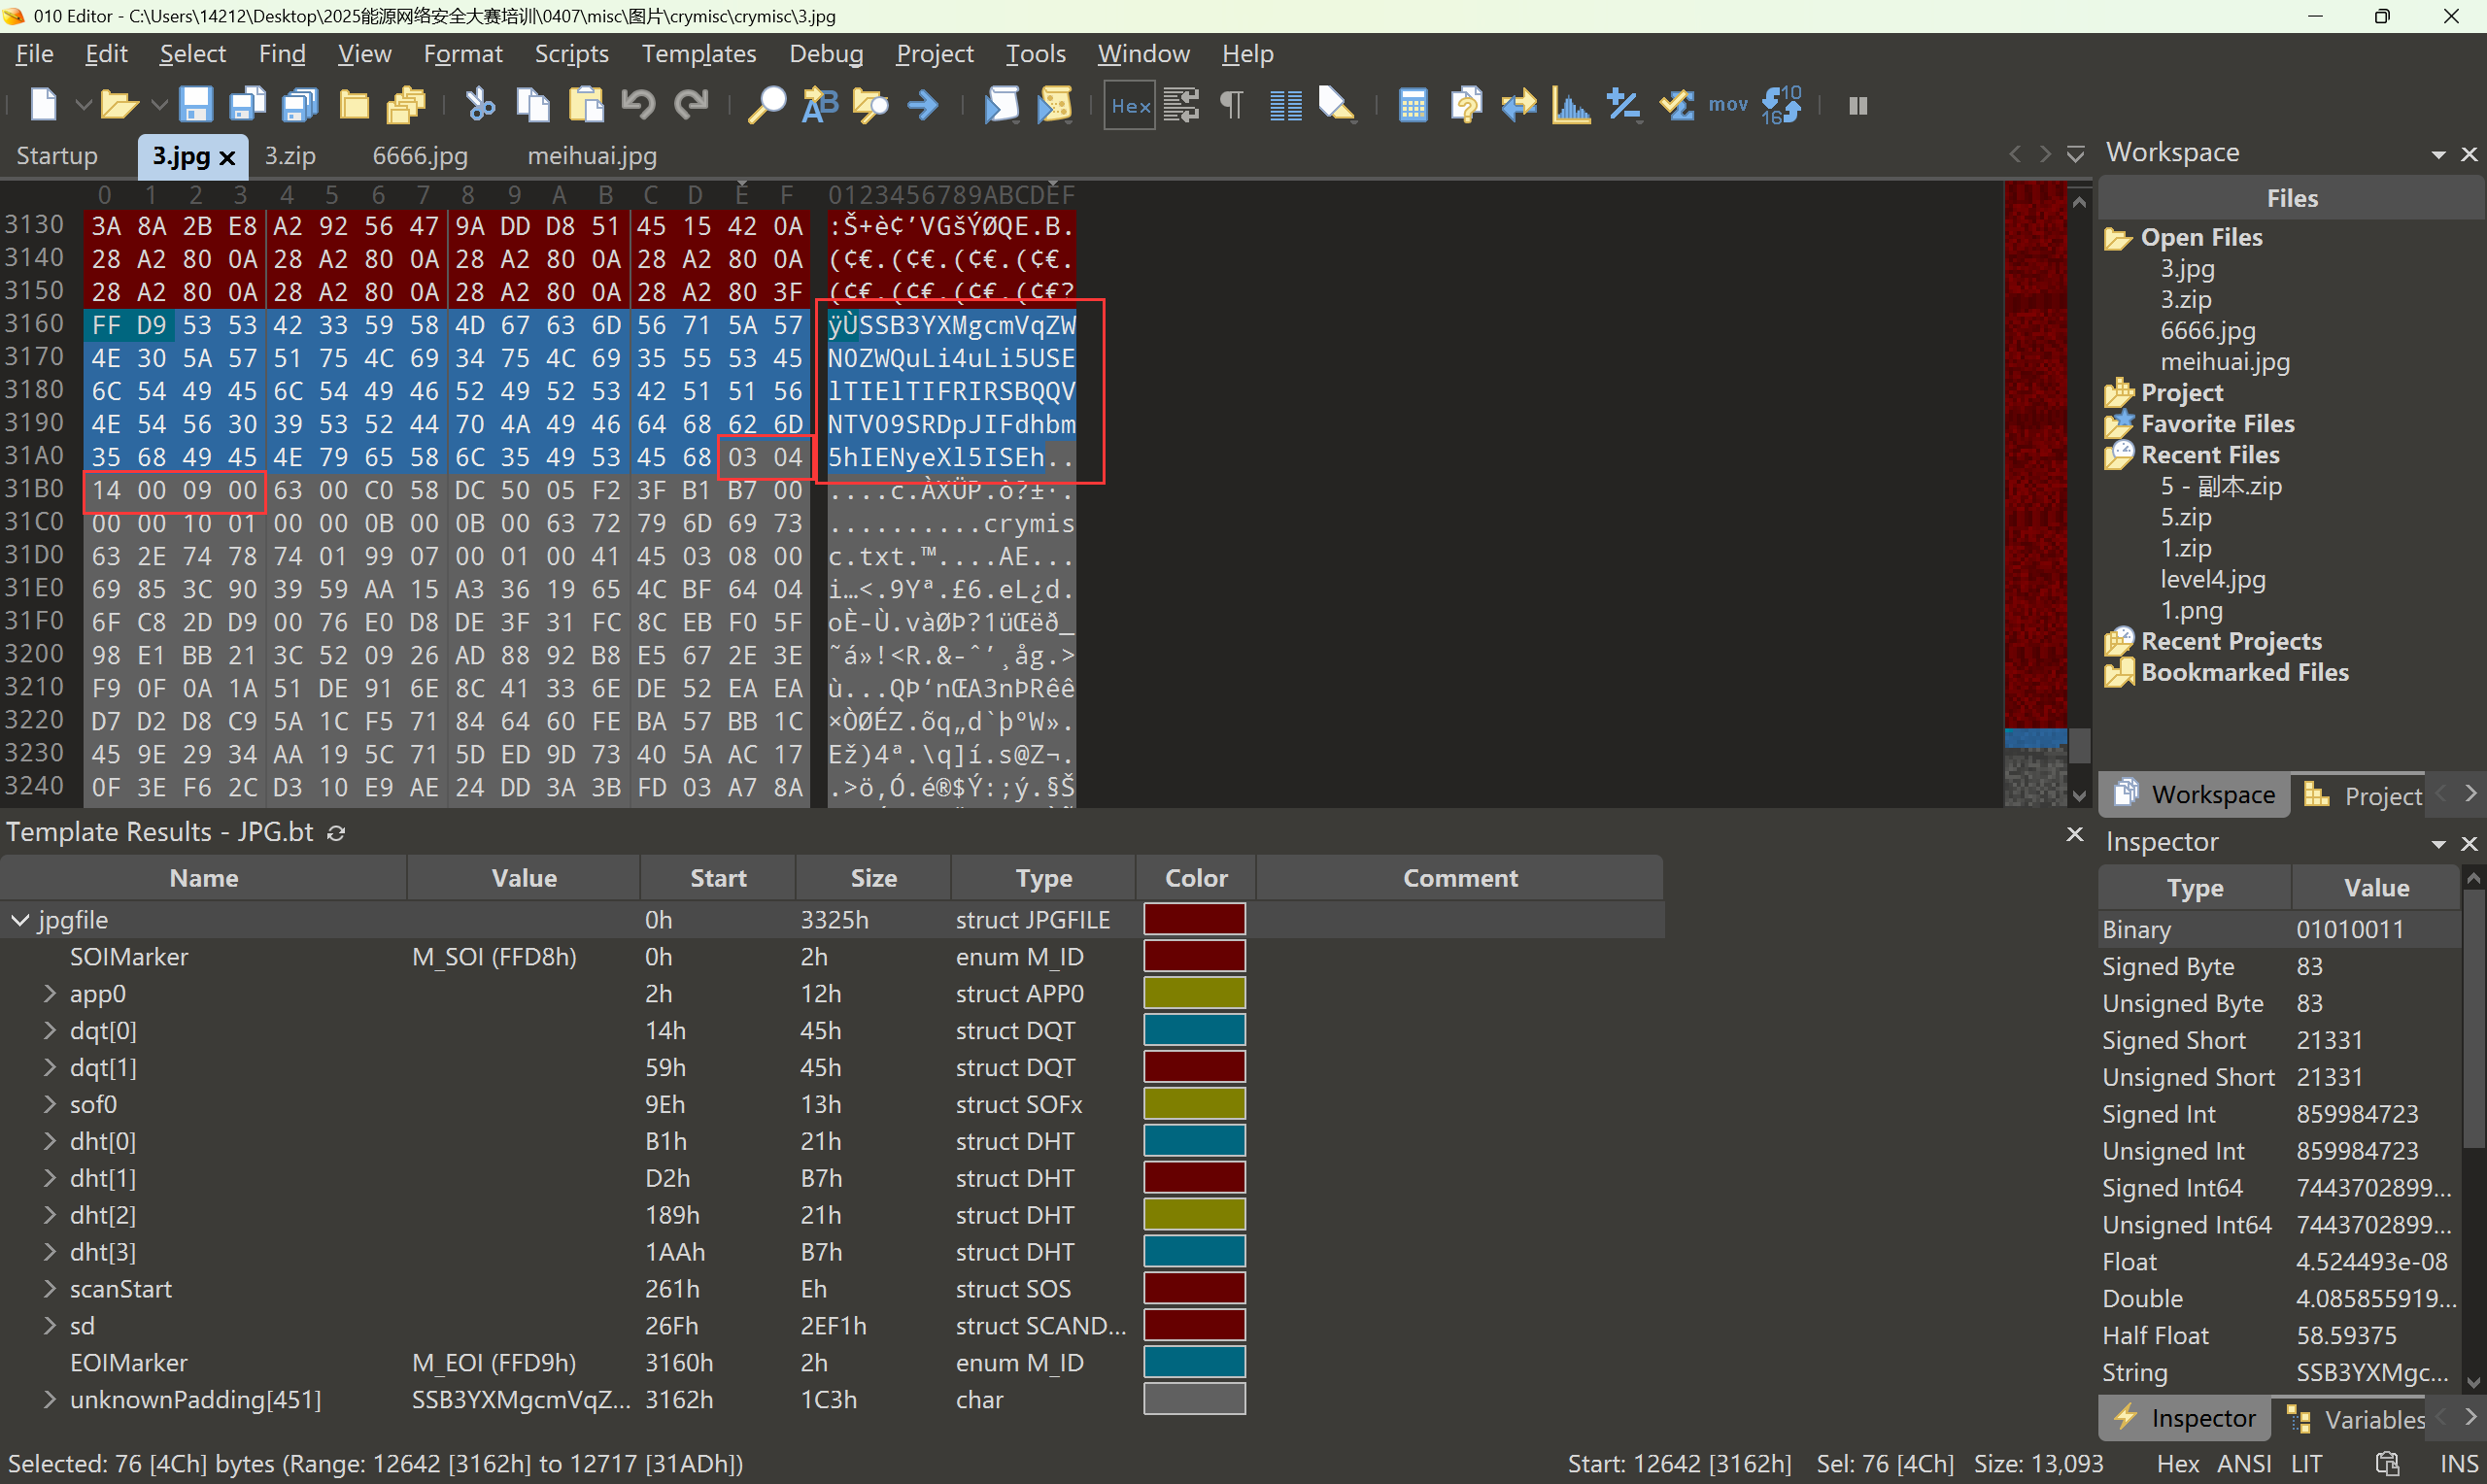 010 Editor - C:\Users\14212\Desktop\2025能源网络安全大赛培训\0407\misc\图片\crymisc\crymisc\3.jpg
File Edit Select Find View Format Scripts Templates Debug Project Tools Window Help
Hex mov 10 16
Startup 3.jpg 3.zip 6666.jpg meihuai.jpg
0 1 2 3 4 5 6 7 8 9 A B C D E F 0123456789ABCDEF
3130 3A 8A 2B E8 A2 92 56 47 9A DD D8 51 45 15 42 0A :Š+è¢’VGšÝØQE.B.
3140 28 A2 80 0A 28 A2 80 0A 28 A2 80 0A 28 A2 80 0A (¢€.(¢€.(¢€.(¢€.
3150 28 A2 80 0A 28 A2 80 0A 28 A2 80 0A 28 A2 80 3F (¢€.(¢€.(¢€.(¢€?
3160 FF D9 53 53 42 33 59 58 4D 67 63 6D 56 71 5A 57 ÿÙSSB3YXMgcmVqZW
3170 4E 30 5A 57 51 75 4C 69 34 75 4C 69 35 55 53 45 N0ZWQuLi4uLi5USE
3180 6C 54 49 45 6C 54 49 46 52 49 52 53 42 51 51 56 lTIElTIFRIRSBQQV
3190 4E 54 56 30 39 53 52 44 70 4A 49 46 64 68 62 6D NTV09SRDpJIFdhbm
31A0 35 68 49 45 4E 79 65 58 6C 35 49 53 45 68 03 04 5hIENyeXl5ISEh..
31B0 14 00 09 00 63 00 C0 58 DC 50 05 F2 3F B1 B7 00 ....c.ÀXÜP.ò?±·.
31C0 00 00 10 01 00 00 0B 00 0B 00 63 72 79 6D 69 73 ..........crymis
31D0 63 2E 74 78 74 01 99 07 00 01 00 41 45 03 08 00 c.txt.™....AE...
31E0 69 85 3C 90 39 59 AA 15 A3 36 19 65 4C BF 64 04 i…<.9Yª.£6.eL¿d.
31F0 6F C8 2D D9 00 76 E0 D8 DE 3F 31 FC 8C EB F0 5F oÈ-Ù.vàØÞ?1üŒëð_
3200 98 E1 BB 21 3C 52 09 26 AD 88 92 B8 E5 67 2E 3E ˜á»!<R.&-ˆ’¸åg.>
3210 F9 0F 0A 1A 51 DE 91 6E 8C 41 33 6E DE 52 EA EA ù...QÞ‘nŒA3nÞRêê
3220 D7 D2 D8 C9 5A 1C F5 71 84 64 60 FE BA 57 BB 1C ×ÒØÉZ.õq„d`þºW».
3230 45 9E 29 34 AA 19 5C 71 5D ED 9D 73 40 5A AC 17 Ež)4ª.\q]í.s@Z¬.
3240 0F 3E F6 2C D3 10 E9 AE 24 DD 3A 3B FD 03 A7 8A .>ö,Ó.é®$Ý:;ý.§Š
Workspace
Files
Open Files
3.jpg
3.zip
6666.jpg
meihuai.jpg
Project
Favorite Files
Recent Files
5 - 副本.zip
5.zip
1.zip
level4.jpg
1.png
Recent Projects
Bookmarked Files
Workspace Project
Template Results - JPG.bt
Name Value Start Size Type Color Comment
jpgfile 0h 3325h struct JPGFILE
SOIMarker M_SOI (FFD8h) 0h 2h enum M_ID
app0 2h 12h struct APP0
dqt[0] 14h 45h struct DQT
dqt[1] 59h 45h struct DQT
sof0 9Eh 13h struct SOFx
dht[0] B1h 21h struct DHT
dht[1] D2h B7h struct DHT
dht[2] 189h 21h struct DHT
dht[3] 1AAh B7h struct DHT
scanStart 261h Eh struct SOS
sd 26Fh 2EF1h struct SCAND...
EOIMarker M_EOI (FFD9h) 3160h 2h enum M_ID
unknownPadding[451] SSB3YXMgcmVqZ... 3162h 1C3h char
Inspector
Type Value
Binary 01010011
Signed Byte 83
Unsigned Byte 83
Signed Short 21331
Unsigned Short 21331
Signed Int 859984723
Unsigned Int 859984723
Signed Int64 7443702899...
Unsigned Int64 7443702899...
Float 4.524493e-08
Double 4.085855919...
Half Float 58.59375
String SSB3YXMgc...
Inspector Variables
Selected: 76 [4Ch] bytes (Range: 12642 [3162h] to 12717 [31ADh]) Start: 12642 [3162h] Sel: 76 [4Ch] Size: 13,093 Hex ANSI LIT INS